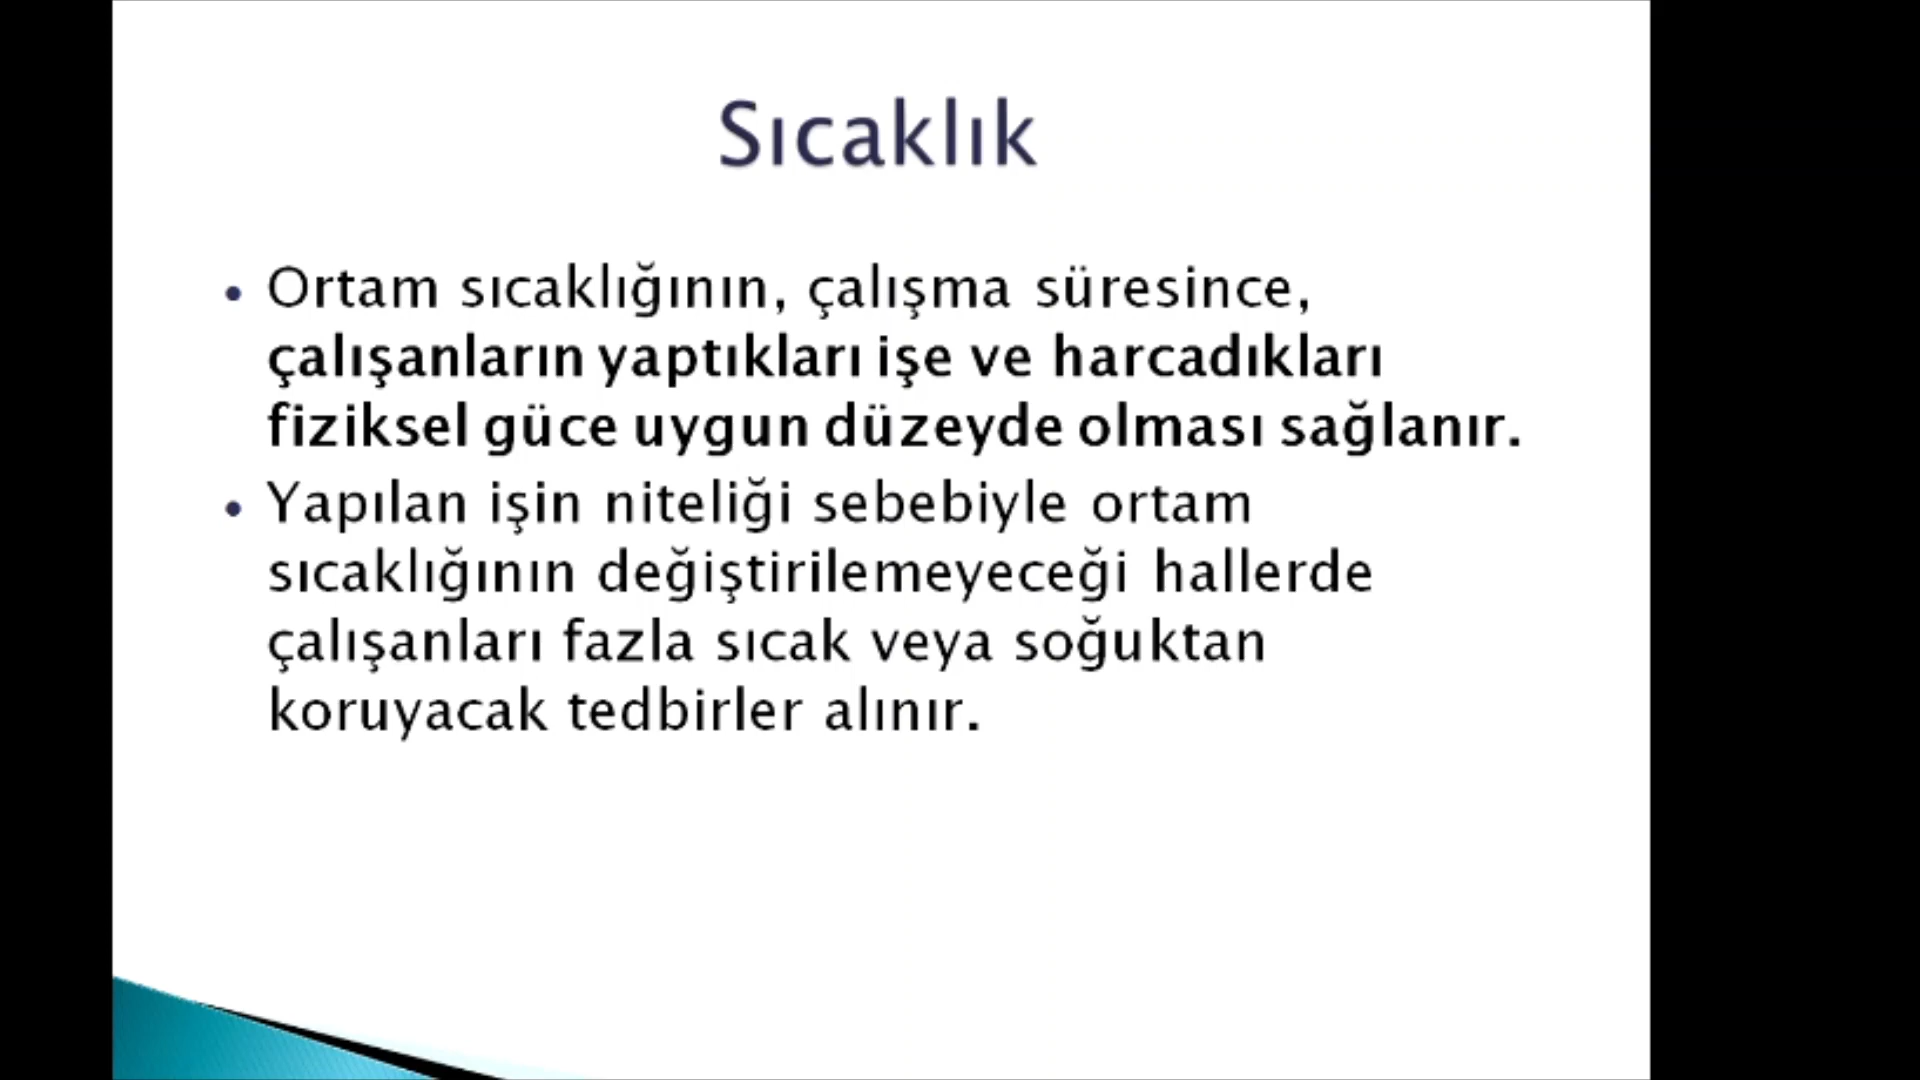 Sıcaklık
• Ortam sıcaklığının, çalışma süresince,
çalışanların yaptıkları işe ve harcadıkları
fiziksel güce uygun düzeyde olması sağlanır.
• Yapılan işin niteliği sebebiyle ortam
sıcaklığının değiştirilemeyeceği hallerde
çalışanları fazla sıcak veya soğuktan
koruyacak tedbirler alınır.